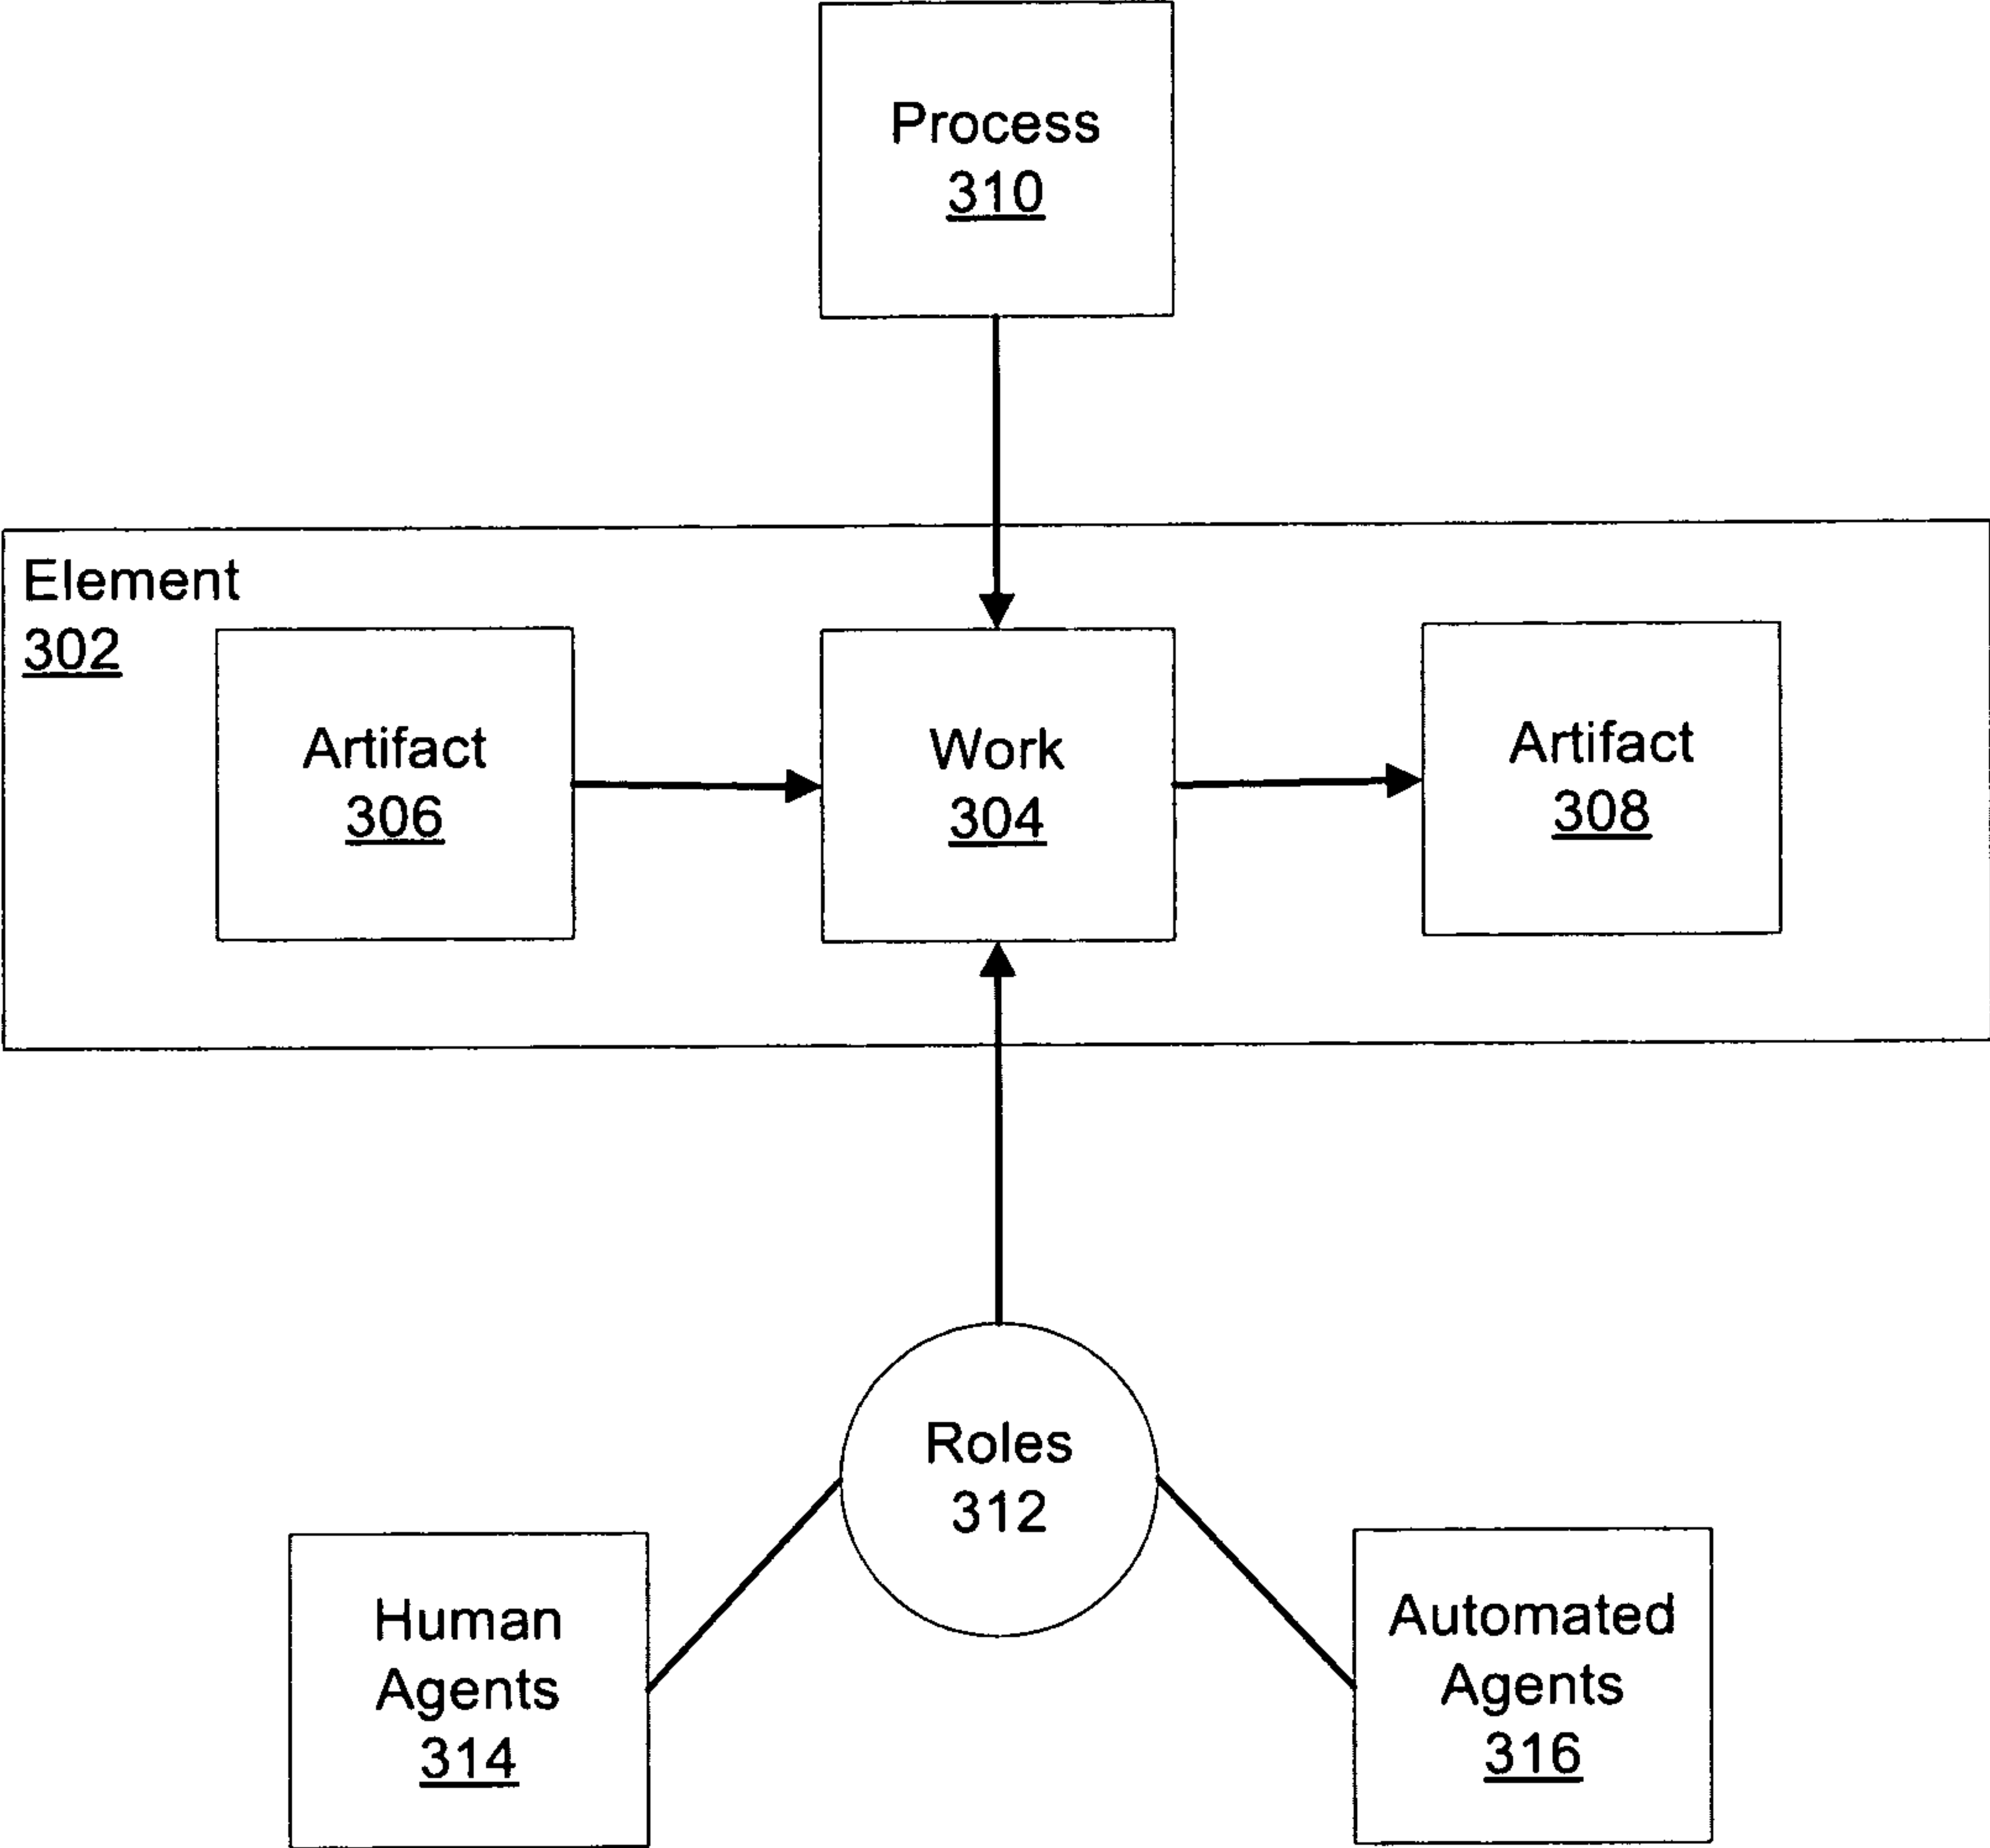 Process
310
Element
302
Artifact
306
Work
304
Artifact
308
Roles
312
Human
Agents
314
Automated
Agents
316